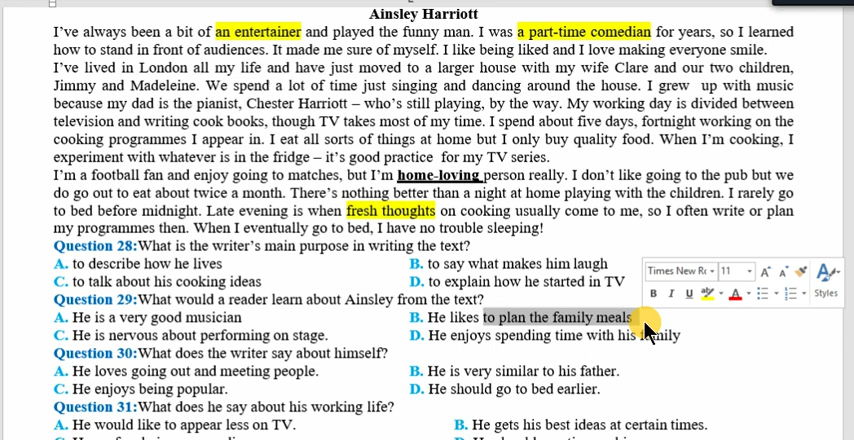 Ainsley Harriott
I've always been a bit of an entertainer and played the funny man. I was a part-time comedian for years, so I learned
how to stand in front of audiences. It made me sure of myself. I like being liked and I love making everyone smile.
I've lived in London all my life and have just moved to a larger house with my wife Clare and our two children,
Jimmy and Madeleine. We spend a lot of time just singing and dancing around the house. I grew up with music
because my dad is the pianist, Chester Harriott – who's still playing, by the way. My working day is divided between
television and writing cook books, though TV takes most of my time. I spend about five days, fortnight working on the
cooking programmes I appear in. I eat all sorts of things at home but I only buy quality food. When I'm cooking, I
experiment with whatever is in the fridge – it's good practice for my TV series.
I'm a football fan and enjoy going to matches, but I'm home-loving person really. I don't like going to the pub but we
do go out to eat about twice a month. There's nothing better than a night at home playing with the children. I rarely go
to bed before midnight. Late evening is when fresh thoughts on cooking usually come to me, so I often write or plan
my programmes then. When I eventually go to bed, I have no trouble sleeping!
Question 28:What is the writer's main purpose in writing the text?
A. to describe how he lives B. to say what makes him laugh
C. to talk about his cooking ideas D. to explain how he started in TV
Times New Ro 11 A A A
B I U ab A Styles
Question 29:What would a reader learn about Ainsley from the text?
A. He is a very good musician B. He likes to plan the family meals
C. He is nervous about performing on stage. D. He enjoys spending time with his family
Question 30:What does the writer say about himself?
A. He loves going out and meeting people. B. He is very similar to his father.
C. He enjoys being popular. D. He should go to bed earlier.
Question 31:What does he say about his working life?
A. He would like to appear less on TV. B. He gets his best ideas at certain times.